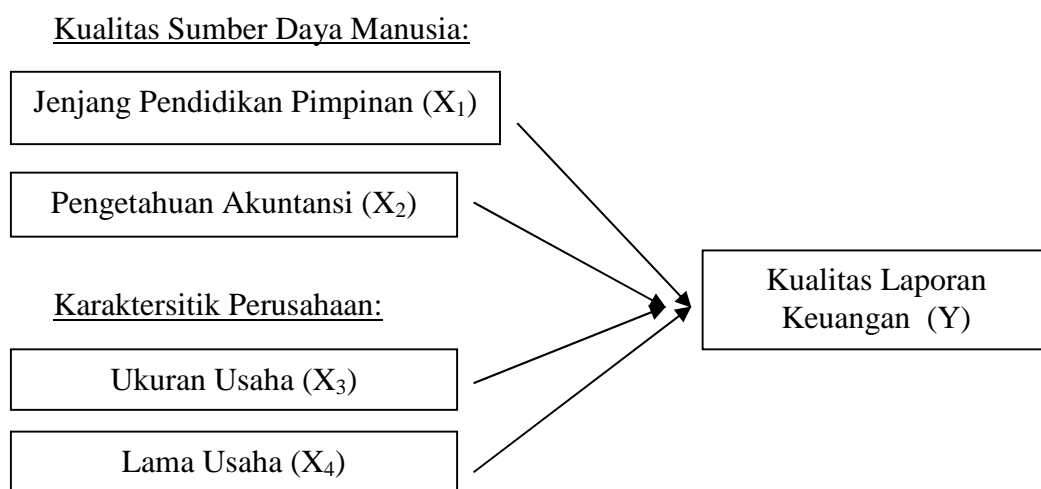 Kualitas Sumber Daya Manusia:
Jenjang Pendidikan Pimpinan (X₁)
Pengetahuan Akuntansi (X₂)
Karaktersitik Perusahaan:
Ukuran Usaha (X₃)
Lama Usaha (X₄)
Kualitas Laporan
Keuangan (Y)